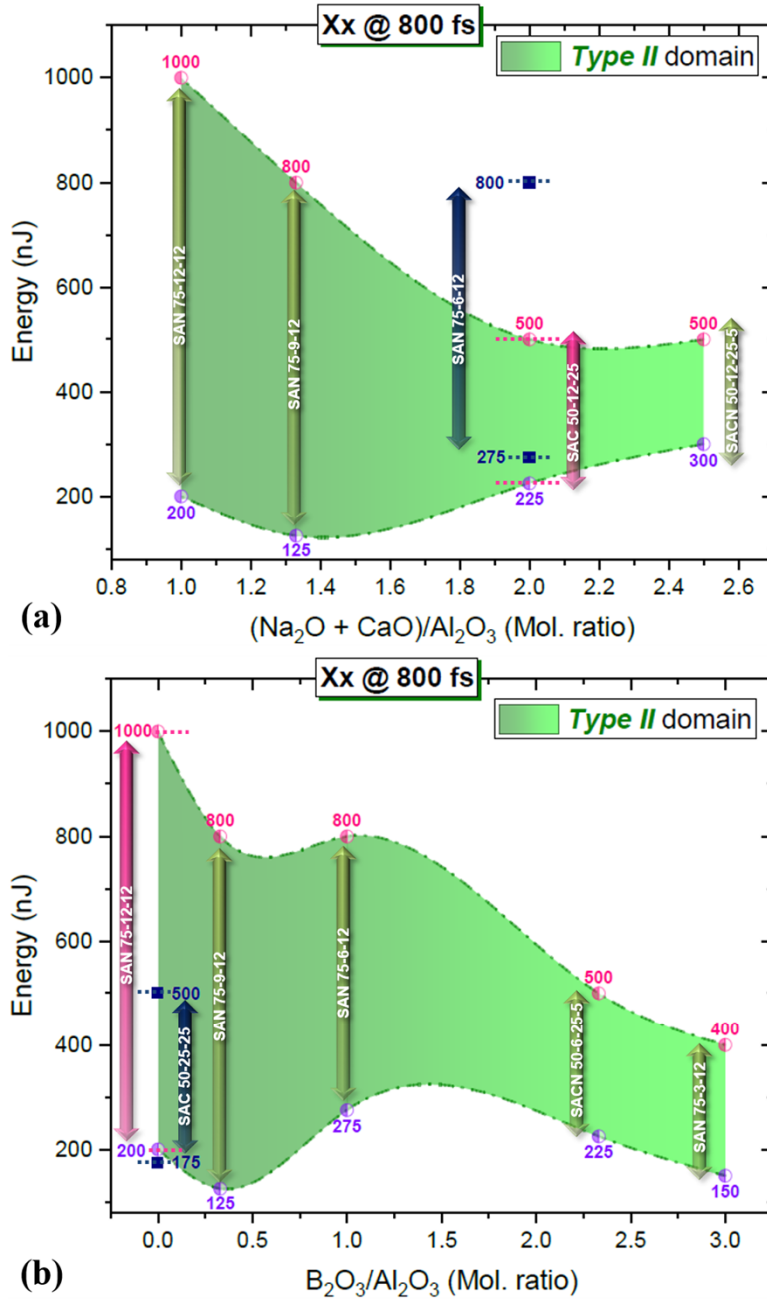 Xx @ 800 fs
Type II domain
1000
1000
800
800
800
600
500
500
400
275
300
225
200
200
125
SAN 75-12-12
SAN 75-9-12
SAN 75-6-12
SAC 50-12-25
SACN 50-12-25-5
Energy (nJ)
0.8 1.0 1.2 1.4 1.6 1.8 2.0 2.2 2.4 2.6
(Na₂O + CaO)/Al₂O₃ (Mol. ratio)
(a)
Xx @ 800 fs
Type II domain
1000
1000
800
800
800
600
500
500
400
400
275
225
200
200
175
150
125
SAN 75-12-12
SAC 50-25-25
SAN 75-9-12
SAN 75-6-12
SACN 50-6-25-5
SAN 75-3-12
Energy (nJ)
0.0 0.5 1.0 1.5 2.0 2.5 3.0
B₂O₃/Al₂O₃ (Mol. ratio)
(b)